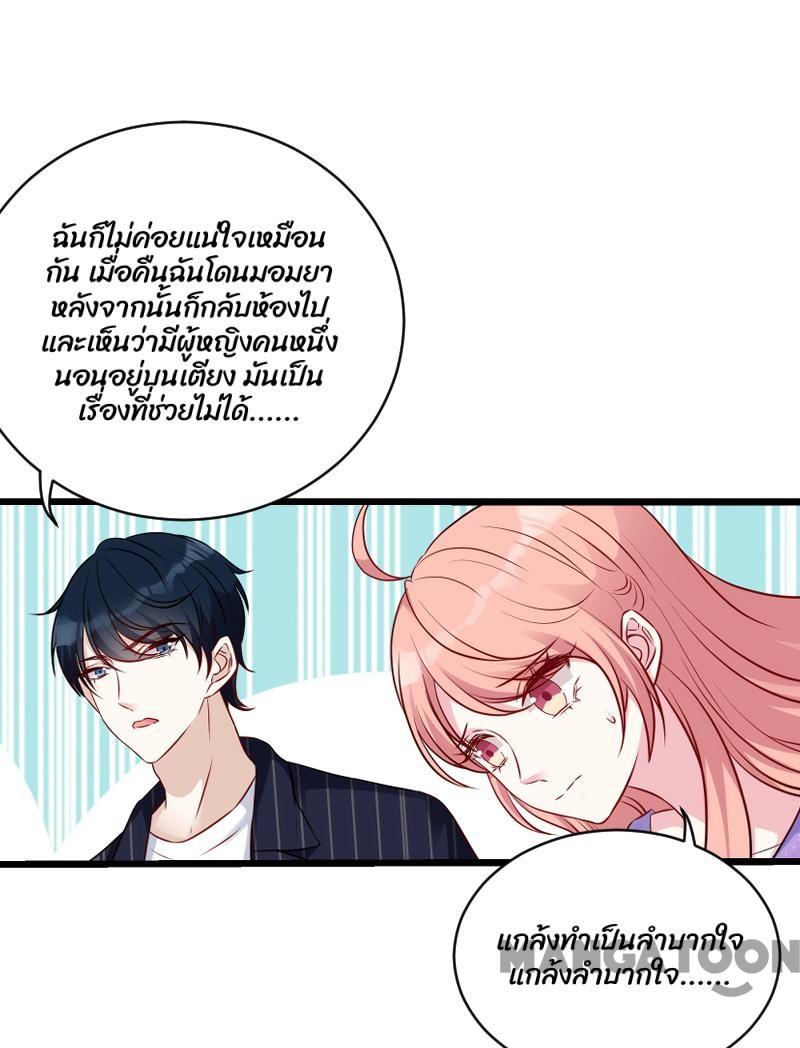 ฉันก็ไม่ค่อยแน่ใจเหมือน
กัน เมื่อคืนฉันโดนมอมยา
หลังจากนั้นก็กลับห้องไป
และเห็นว่ามีผู้หญิงคนหนึ่ง
นอนอยู่บนเตียง มันเป็น
เรื่องที่ช่วยไม่ได้......
แกล้งทำเป็นลำบากใจ
MANGATOON
แกล้งลำบากใจ......